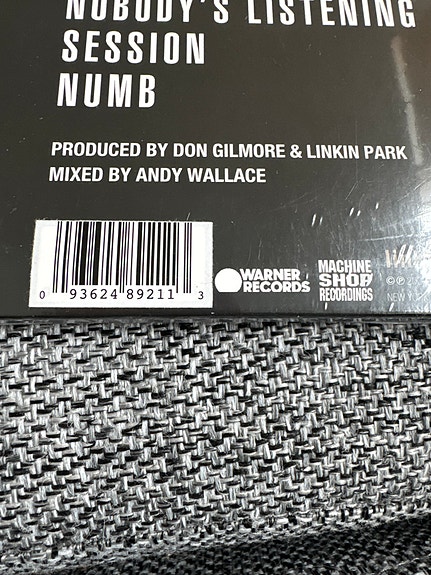 NOBODY'S LISTENING
SESSION
NUMB
PRODUCED BY DON GILMORE & LINKIN PARK
MIXED BY ANDY WALLACE
0 93624 89211 3
WARNER
RECORDS
MACHINE
SHOP
RECORDINGS
℗©
NEW Y